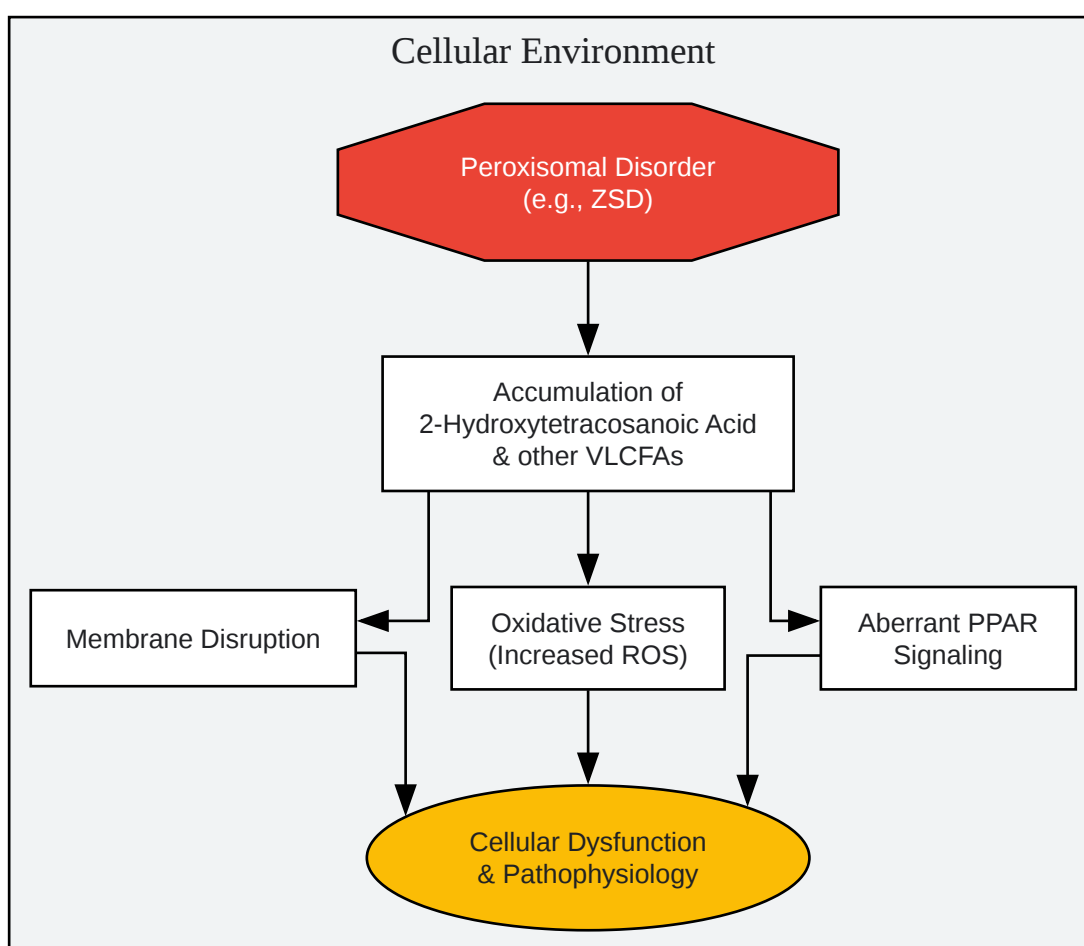 Cellular Environment
Peroxisomal Disorder
(e.g., ZSD)
Accumulation of
2-Hydroxytetracosanoic Acid
& other VLCFAs
Membrane Disruption
Oxidative Stress
(Increased ROS)
Aberrant PPAR
Signaling
Cellular Dysfunction
& Pathophysiology